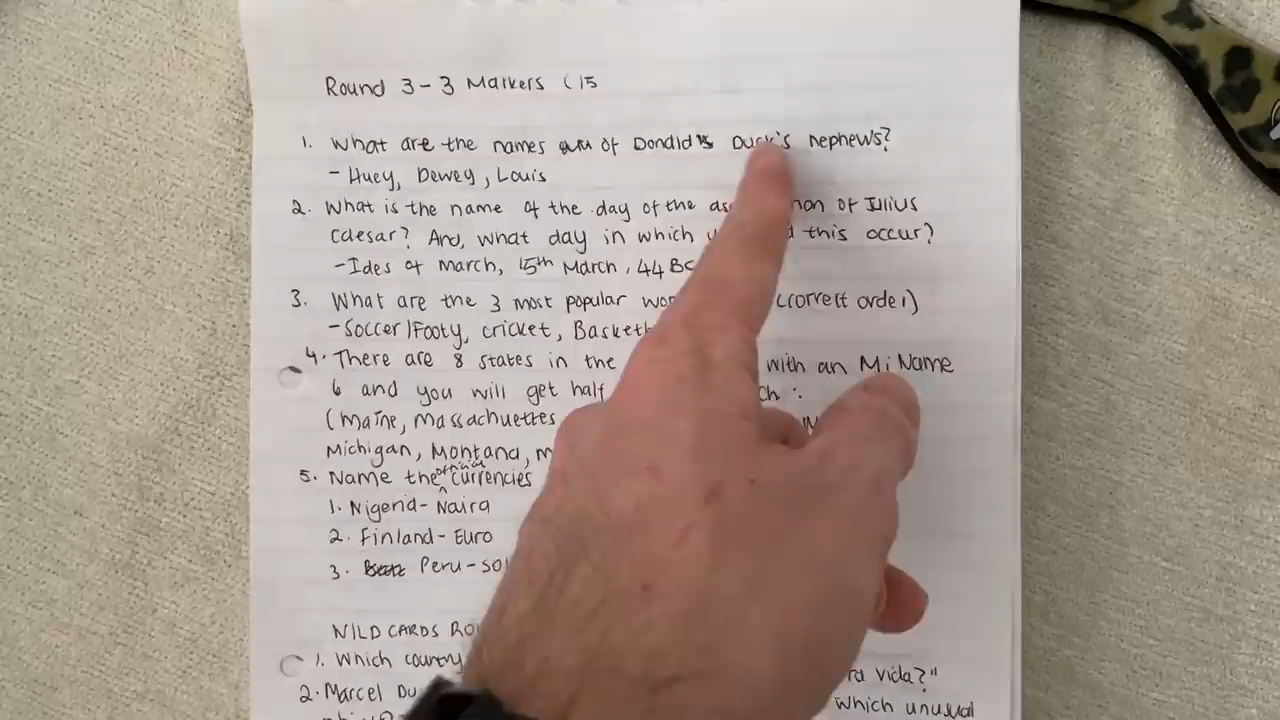 Round 3-3 Markers (15
1. What are the names of Donald's Duck's nephews?
- Huey, Dewey, Louis
2. What is the name of the day of the of Julius
Caesar? And, what day in which this occur?
-Ides of march, 15th March, 44 BC
3. What are the 3 most popular (correct order)
-Soccer/Footy, cricket,
4. There are 8 states in the with an M. Name
6 and you will get half
(Maine, Massachuettes
Michigan, Montana,
5. Name the official currencies
1. Nigeria- Naira
2. Finland- Euro
3. Peru-
WILD CARDS
1. Which country vida?"
2. Marcel which unusual